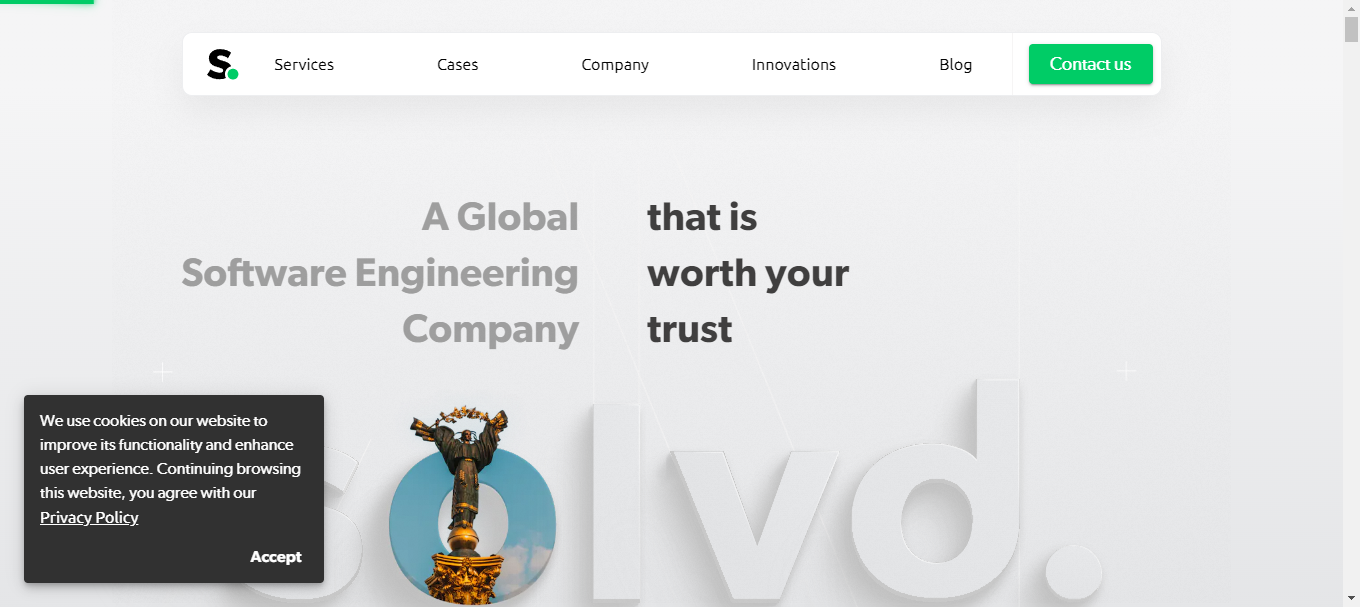 S.
Services
Cases
Company
Innovations
Blog
Contact us
A Global
Software Engineering
Company
that is
worth your
trust
solvd.
We use cookies on our website to
improve its functionality and enhance
user experience. Continuing browsing
this website, you agree with our
Privacy Policy
Accept